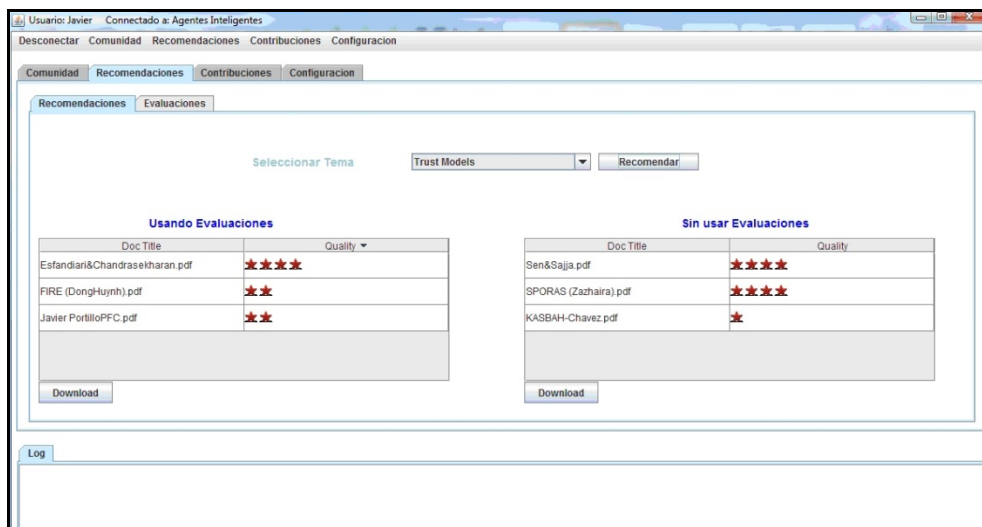 Usuario: Javier Connectado a: Agentes Inteligentes
Desconectar Comunidad Recomendaciones Contribuciones Configuracion
Comunidad Recomendaciones Contribuciones Configuracion
Recomendaciones Evaluaciones
Seleccionar Tema Trust Models Recomendar
Usando Evaluaciones
Doc Title Quality
Esfandiari&Chandrasekharan.pdf
FIRE (DongHuynh).pdf
Javier PortilloPFC.pdf
Download
Sin usar Evaluaciones
Doc Title Quality
Sen&Sajja.pdf
SPORAS (Zazhaira).pdf
KASBAH-Chavez.pdf
Download
Log